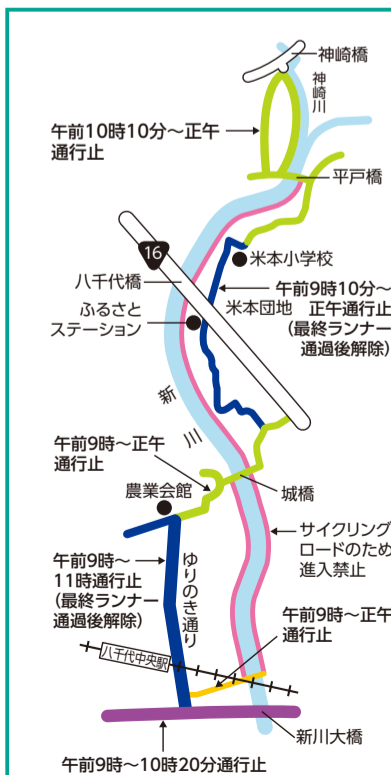 神崎橋
神崎川
午前10時10分～正午
通行止
平戸橋
16
米本小学校
八千代橋
午前9時10分～
正午通行止
(最終ランナー
通過後解除)
米本団地
ふるさと
ステーション
新川
午前9時～正午
通行止
農業会館
城橋
サイクリング
ロードのため
進入禁止
午前9時～
11時通行止
(最終ランナー
通過後解除)
ゆりのき通り
午前9時～正午
通行止
八千代中央駅
新川大橋
午前9時～10時20分通行止